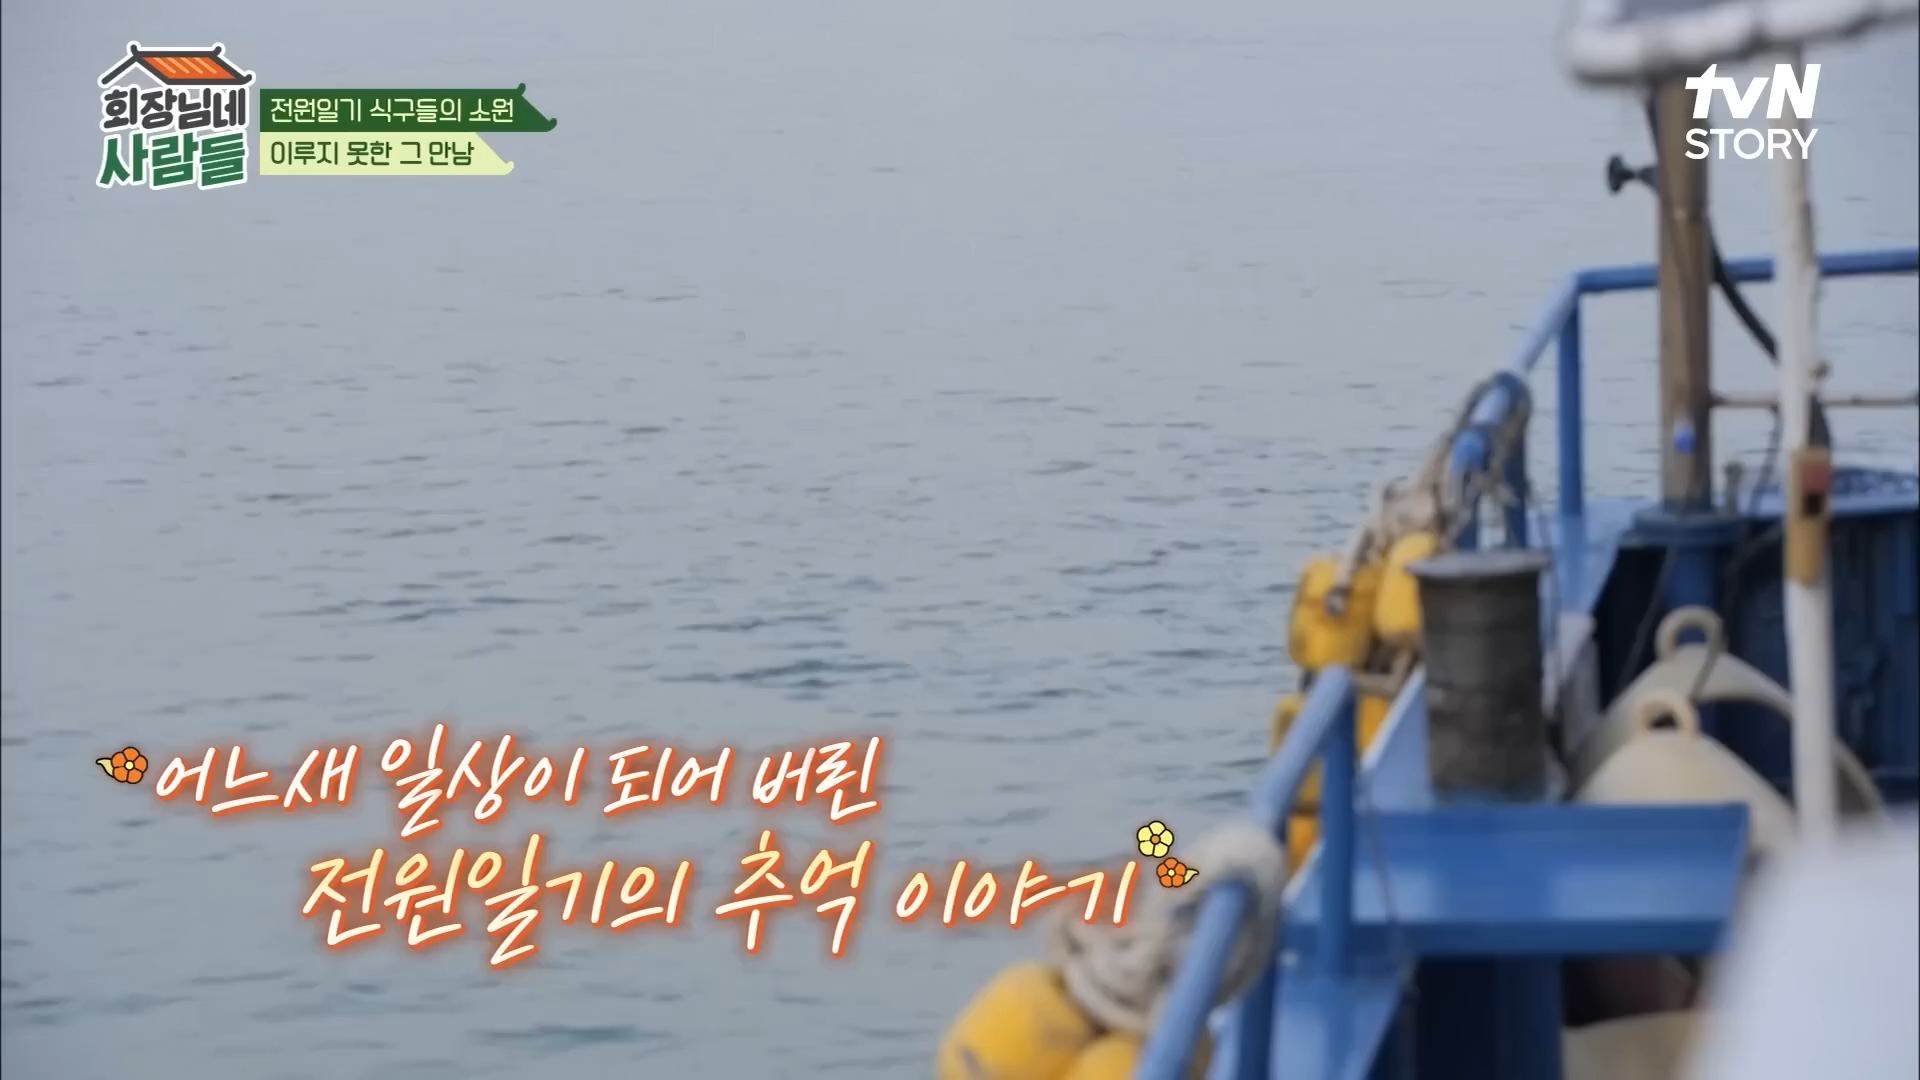 회장님네
사람들
전원일기 식구들의 소원
이루지 못한 그 만남
tvN
STORY
어느새 일상이 되어 버린
전원일기의 추억 이야기